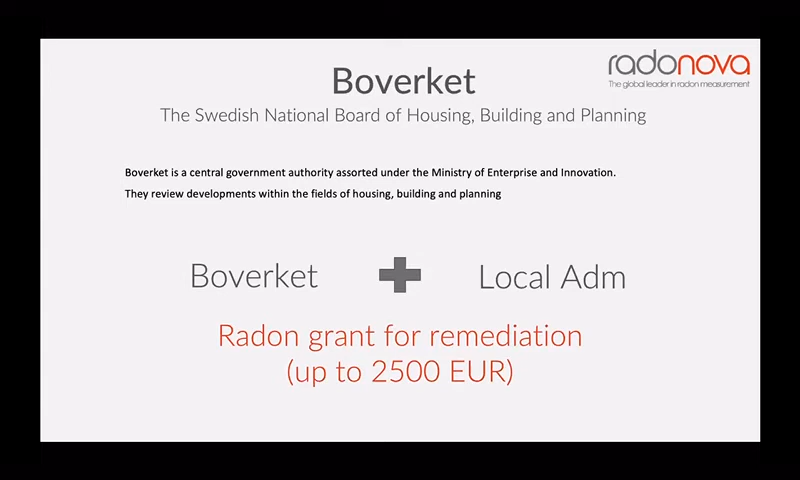 Boverket
radonova
The global leader in radon measurement
The Swedish National Board of Housing, Building and Planning
Boverket is a central government authority assorted under the Ministry of Enterprise and Innovation.
They review developments within the fields of housing, building and planning
Boverket + Local Adm
Radon grant for remediation
(up to 2500 EUR)